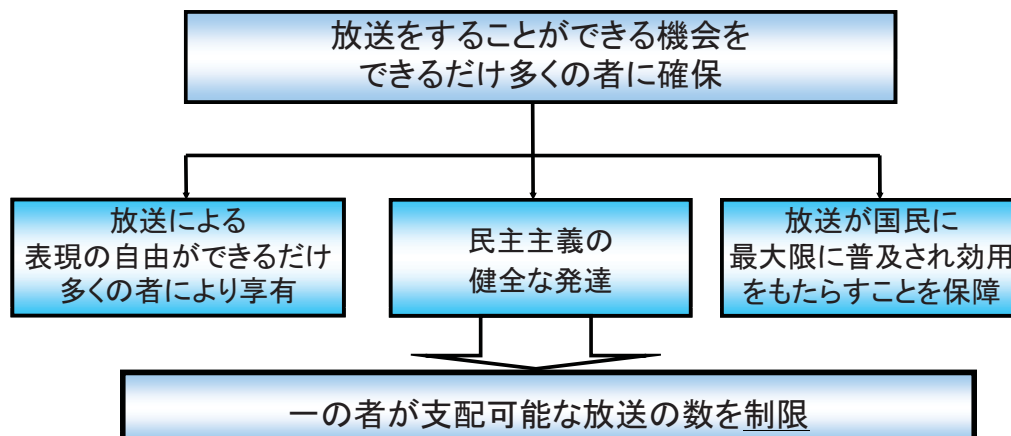 放送をすることができる機会を
できるだけ多くの者に確保
放送による
表現の自由ができるだけ
多くの者により享有
民主主義の
健全な発達
放送が国民に
最大限に普及され効用
をもたらすことを保障
一の者が支配可能な放送の数を制限